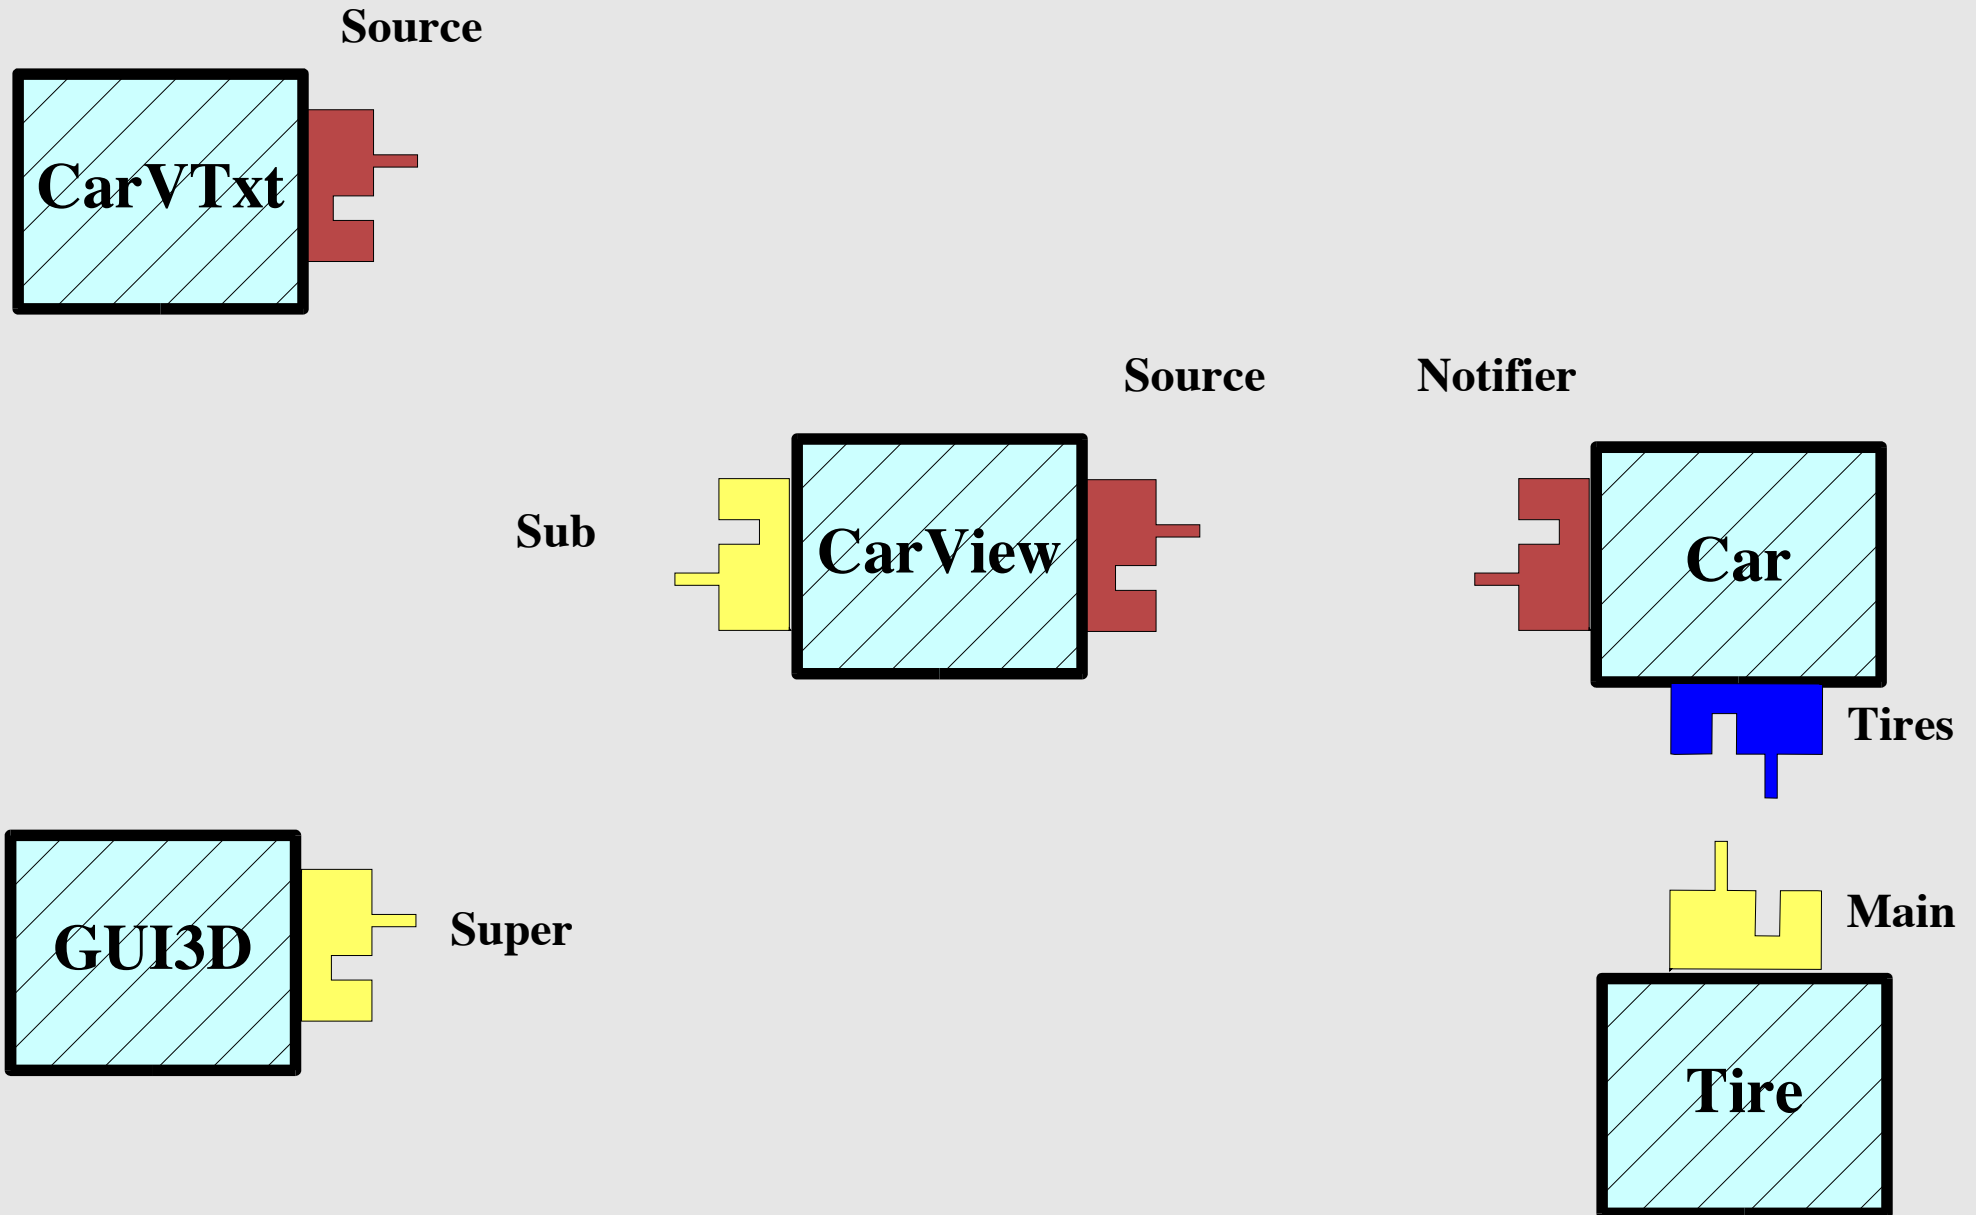 Source
CarVTxt
Source
Notifier
Sub
CarView
Car
Tires
GUI3D
Super
Main
Tire